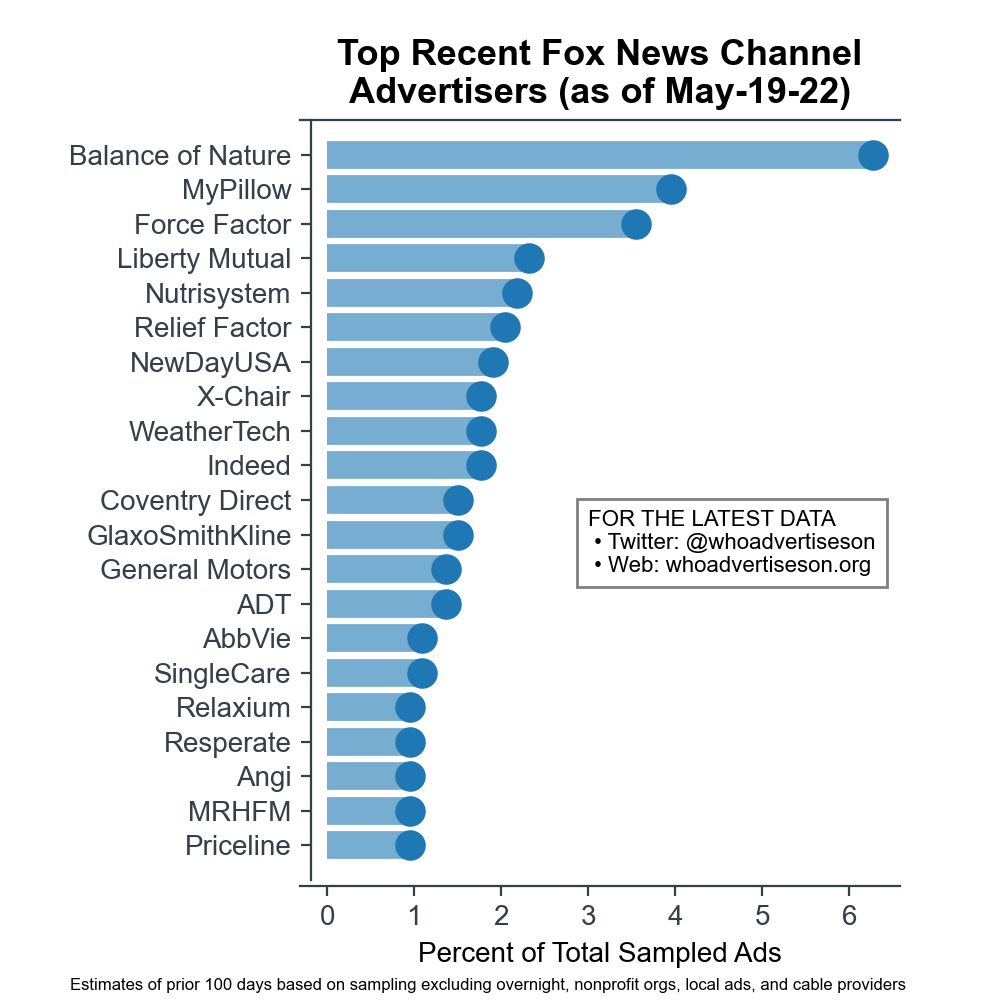 Top Recent Fox News Channel
Advertisers (as of May-19-22)
Balance of Nature
MyPillow
Force Factor
Liberty Mutual
Nutrisystem
Relief Factor
NewDayUSA
X-Chair
WeatherTech
Indeed
Coventry Direct
GlaxoSmithKline
General Motors
ADT
AbbVie
SingleCare
Relaxium
Resperate
Angi
MRHFM
Priceline
FOR THE LATEST DATA
• Twitter: @whoadvertiseson
• Web: whoadvertiseson.org
0 1 2 3 4 5 6
Percent of Total Sampled Ads
Estimates of prior 100 days based on sampling excluding overnight, nonprofit orgs, local ads, and cable providers